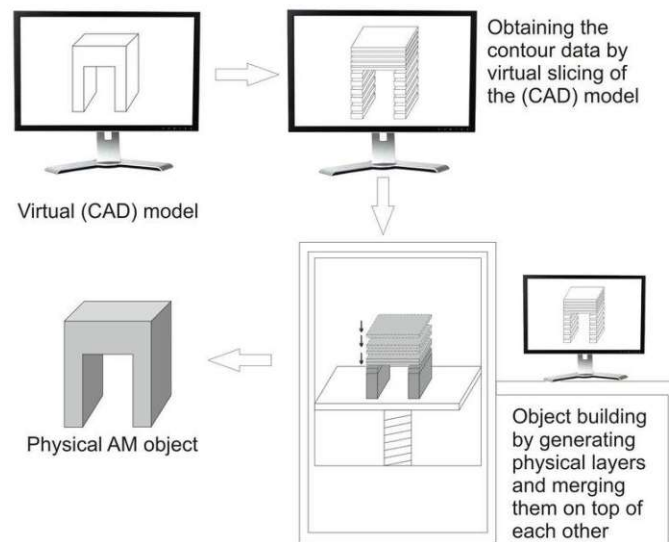 Obtaining the
contour data by
virtual slicing of
the (CAD) model
Virtual (CAD) model
Physical AM object
Object building
by generating
physical layers
and merging
them on top of
each other